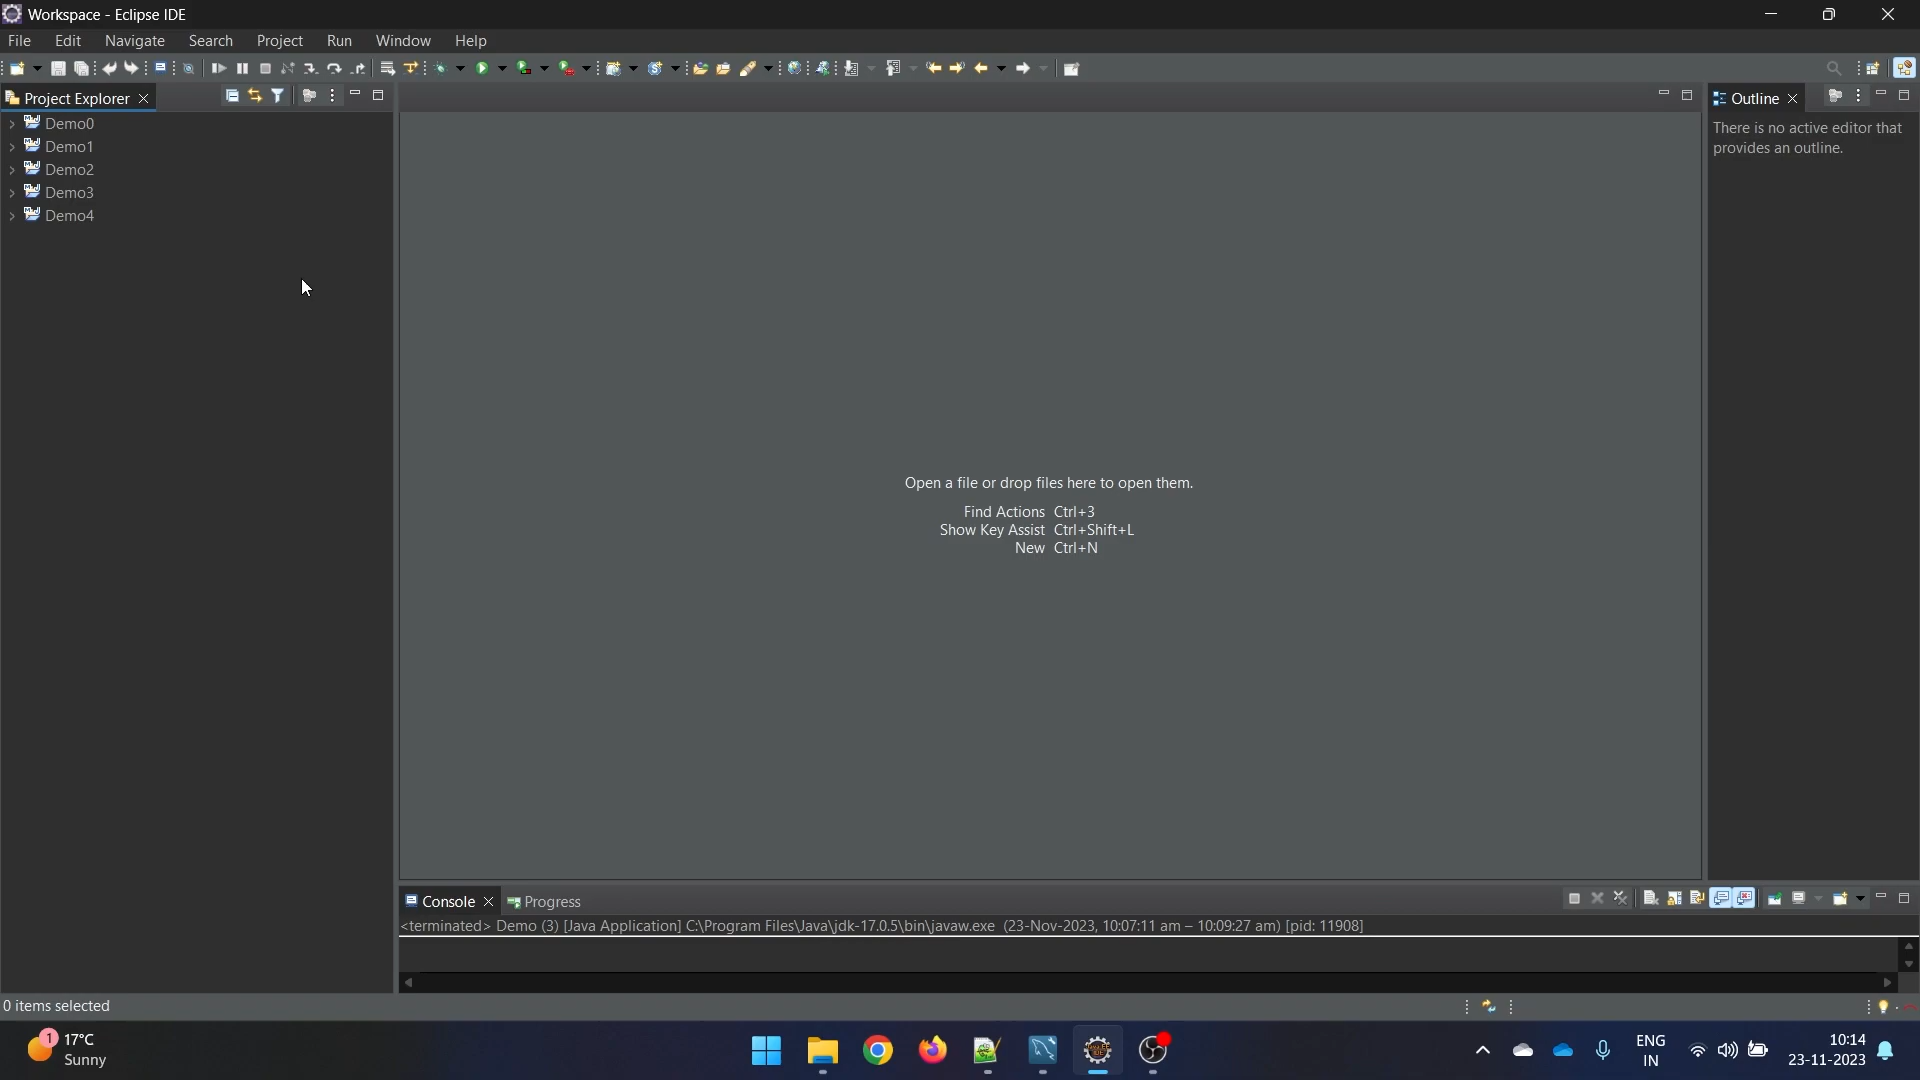 Workspace - Eclipse IDE
File Edit Navigate Search Project Run Window Help
Project Explorer
Demo0
Demo1
Demo2
Demo3
Demo4
Outline
There is no active editor that
provides an outline.
Open a file or drop files here to open them.
Find Actions Ctrl+3
Show Key Assist Ctrl+Shift+L
New Ctrl+N
Console Progress
<terminated> Demo (3) [Java Application] C:\Program Files\Java\jdk-17.0.5\bin\javaw.exe (23-Nov-2023, 10:07:11 am – 10:09:27 am) [pid: 11908]
0 items selected
1
17°C
Sunny
ENG
IN
10:14
23-11-2023